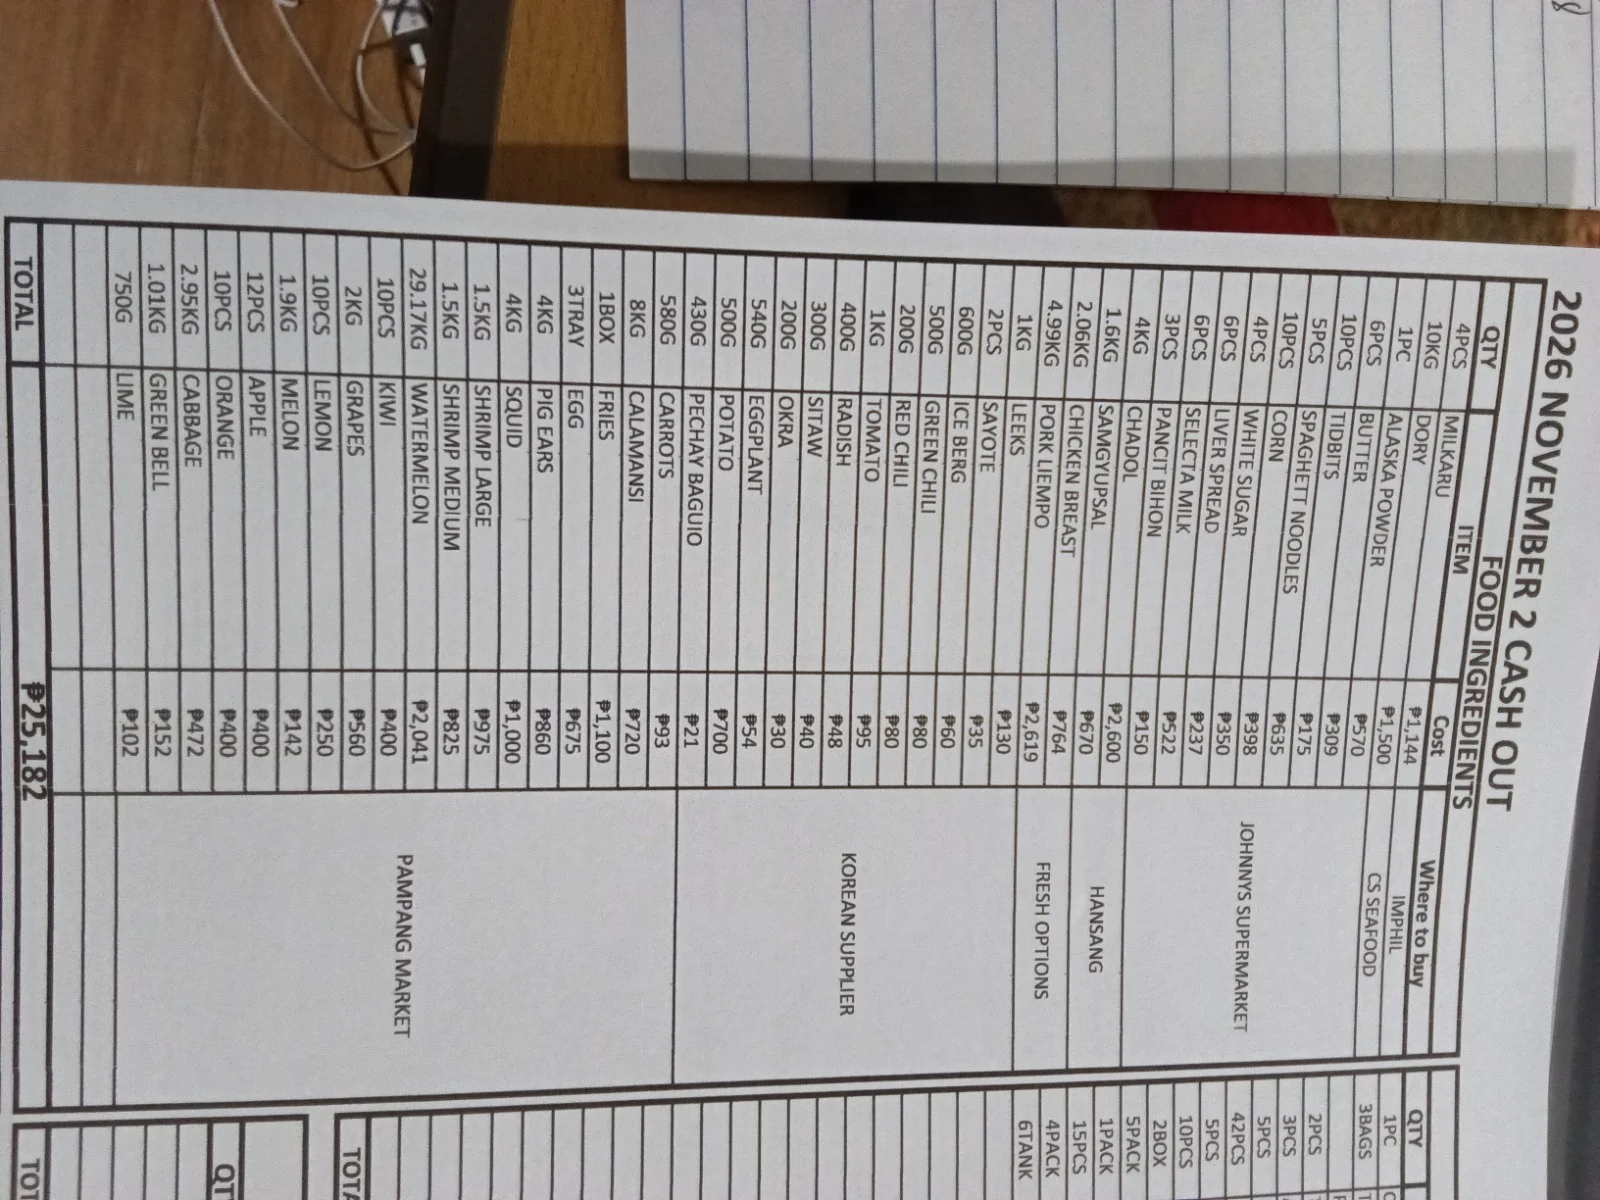 2026 NOVEMBER 2 CASH OUT
FOOD INGREDIENTS
QTY ITEM Cost Where to buy
4PCS MILKARU ₱1,144 IMPHIL
10KG DORY ₱1,500 CS SEAFOOD
1PC ALASKA POWDER ₱570
6PCS BUTTER ₱309
10PCS TIDBITS ₱175
5PCS SPAGHETT NOODLES ₱635
10PCS CORN ₱398
4PCS WHITE SUGAR ₱350
6PCS LIVER SPREAD ₱237
6PCS SELECTA MILK ₱522
3PCS PANCIT BIHON ₱150
JOHNNYS SUPERMARKET
4KG CHADOL ₱2,600
1.6KG SAMGYUPSAL ₱670
HANSANG
2.06KG CHICKEN BREAST ₱764
4.99KG PORK LIEMPO ₱2,619
FRESH OPTIONS
1KG LEEKS ₱130
2PCS SAYOTE ₱35
600G ICE BERG ₱60
500G GREEN CHILI ₱80
200G RED CHILI ₱80
1KG TOMATO ₱95
400G RADISH ₱48
300G SITAW ₱40
200G OKRA ₱30
540G EGGPLANT ₱54
500G POTATO ₱700
430G PECHAY BAGUIO ₱21
KOREAN SUPPLIER
580G CARROTS ₱93
8KG CALAMANSI ₱720
1BOX FRIES ₱1,100
3TRAY EGG ₱675
4KG PIG EARS ₱860
4KG SQUID ₱1,000
1.5KG SHRIMP LARGE ₱975
1.5KG SHRIMP MEDIUM ₱825
29.17KG WATERMELON ₱2,041
10PCS KIWI ₱400
2KG GRAPES ₱560
10PCS LEMON ₱250
1.9KG MELON ₱142
12PCS APPLE ₱400
10PCS ORANGE ₱400
2.95KG CABBAGE ₱472
1.01KG GREEN BELL ₱152
750G LIME ₱102
PAMPANG MARKET
TOTAL ₱25,182
QTY
1PC
3BAGS
2PCS
3PCS
5PCS
42PCS
5PCS
10PCS
2BOX
5PACK
1PACK
15PCS
4PACK
6TANK
TOTA
QT
TOT